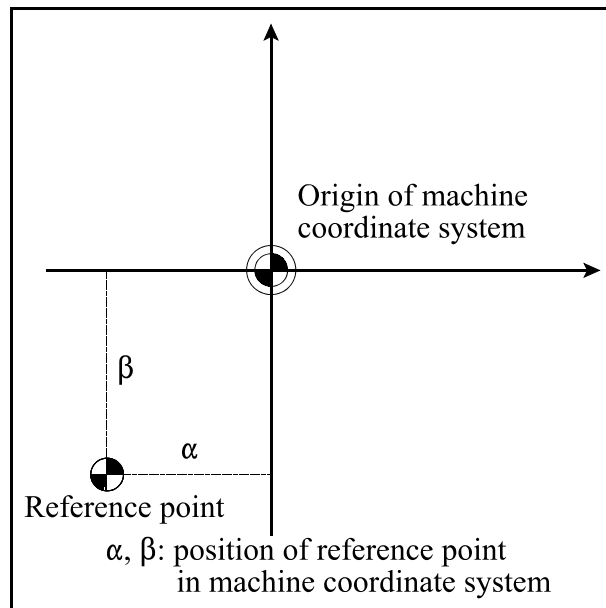 Origin of machine
coordinate system
β
α
Reference point
α, β: position of reference point
in machine coordinate system